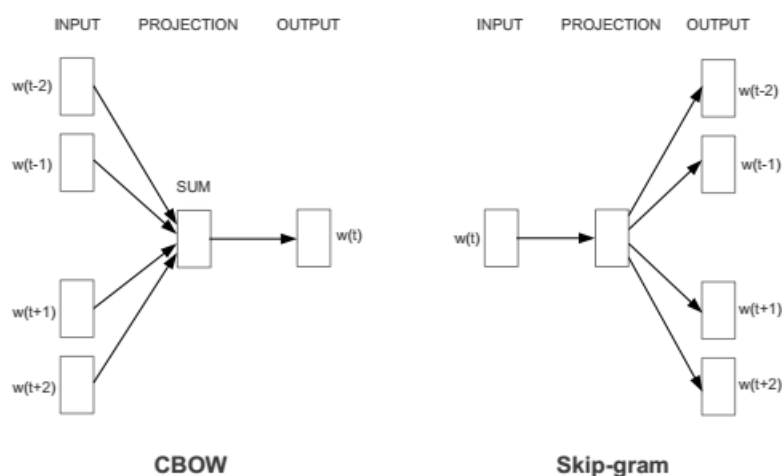 INPUT PROJECTION OUTPUT INPUT PROJECTION OUTPUT
w(t-2) w(t-2)
w(t-1) w(t-1)
SUM
w(t) w(t)
w(t+1) w(t+1)
w(t+2) w(t+2)
CBOW Skip-gram